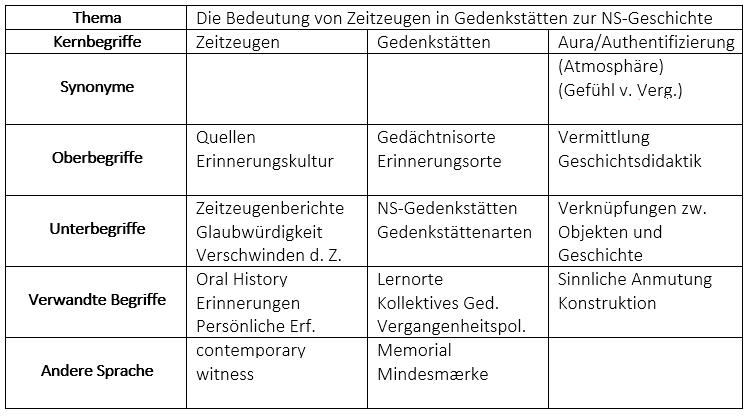 Thema Die Bedeutung von Zeitzeugen in Gedenkstätten zur NS-Geschichte
Kernbegriffe Zeitzeugen Gedenkstätten Aura/Authentifizierung
Synonyme (Atmosphäre)
(Gefühl v. Verg.)
Oberbegriffe Quellen Gedächtnisorte Vermittlung
Erinnerungskultur Erinnerungsorte Geschichtsdidaktik
Unterbegriffe Zeitzeugenberichte NS-Gedenkstätten Verknüpfungen zw.
Glaubwürdigkeit Gedenkstättenarten Objekten und
Verschwinden d. Z. Geschichte
Verwandte Begriffe Oral History Lernorte Sinnliche Anmutung
Erinnerungen Kollektives Ged. Konstruktion
Persönliche Erf. Vergangenheitspol.
Andere Sprache contemporary Memorial
witness Mindesmærke